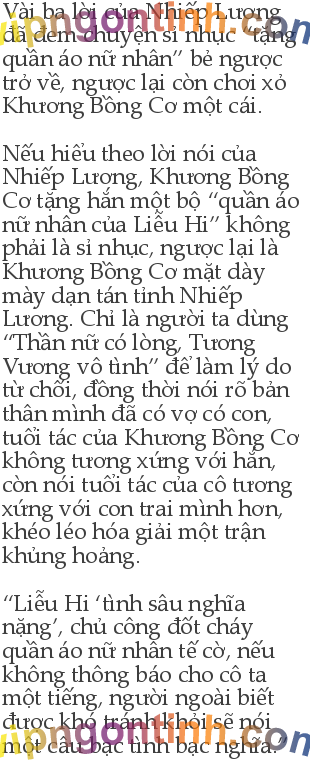 Vài ba lời của Nhiếp Lương
đã đem chuyện sỉ nhục “tặng
quần áo nữ nhân” bẻ ngược
trở về, ngược lại còn chơi xỏ
Khương Bồng Cơ một cái.
Nếu hiểu theo lời nói của
Nhiếp Lương, Khương Bồng
Cơ tặng hắn một bộ “quần áo
nữ nhân của Liễu Hi” không
phải là sỉ nhục, ngược lại là
Khương Bồng Cơ mặt dày
mày dạn tán tỉnh Nhiếp
Lương. Chỉ là người ta dùng
“Thần nữ có lòng, Tương
Vương vô tình” để làm lý do
từ chối, đồng thời nói rõ bản
thân mình đã có vợ có con,
tuổi tác của Khương Bồng Cơ
không tương xứng với hắn,
còn nói tuổi tác của cô tương
xứng với con trai mình hơn,
khéo léo hóa giải một trận
khủng hoảng.
“Liễu Hi ‘tình sâu nghĩa
nặng’, chủ công đốt cháy
quần áo nữ nhân tế cờ, nếu
không thông báo cho cô ta
một tiếng, người ngoài biết
được khó tránh khỏi sẽ nói
một câu bạc tình bạc nghĩa.”
vipngontinh.com
vipngontinh.com